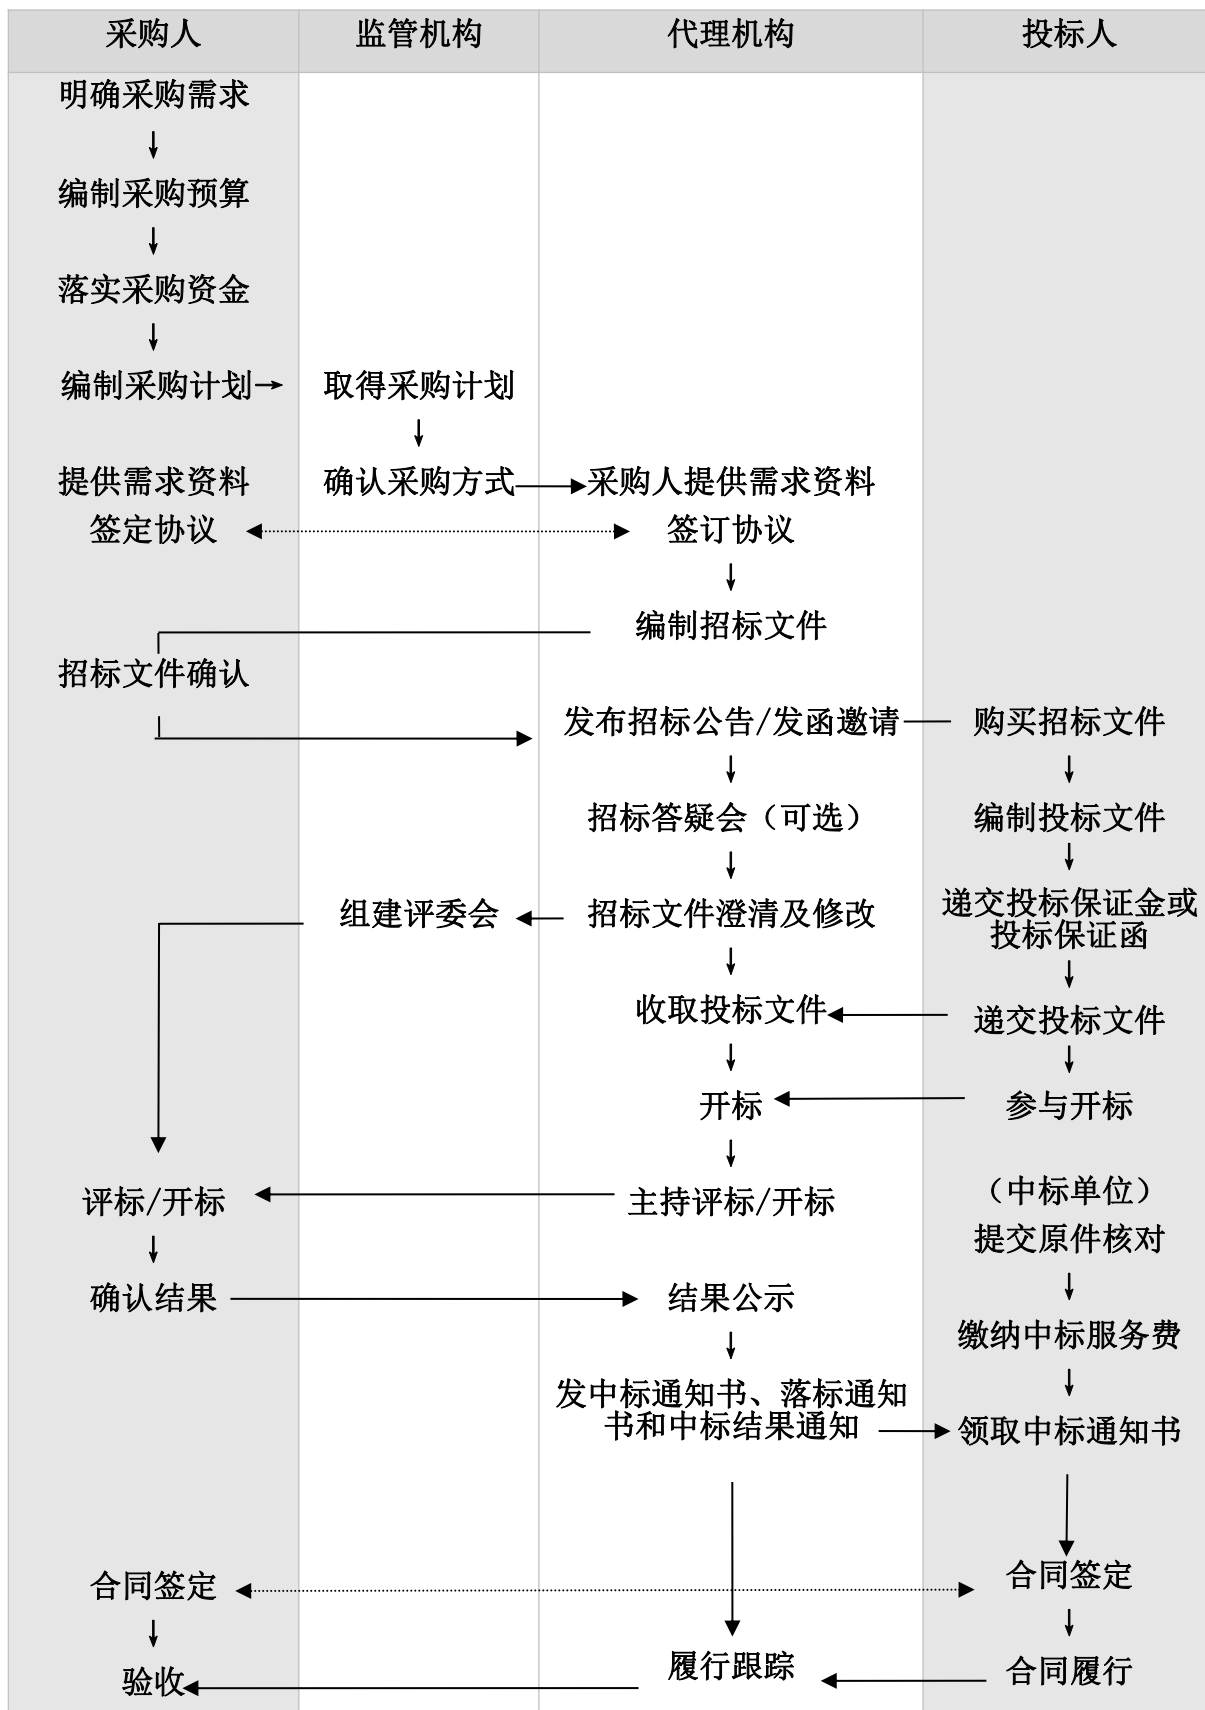 采购人 监管机构 代理机构 投标人
明确采购需求
编制采购预算
落实采购资金
编制采购计划 取得采购计划
提供需求资料 确认采购方式 采购人提供需求资料
签定协议 签订协议
编制招标文件
招标文件确认
发布招标公告/发函邀请 购买招标文件
招标答疑会（可选） 编制投标文件
组建评委会 招标文件澄清及修改 递交投标保证金或
投标保证函
收取投标文件 递交投标文件
开标 参与开标
评标/开标 主持评标/开标 （中标单位）
提交原件核对
确认结果 结果公示
缴纳中标服务费
发中标通知书、落标通知
书和中标结果通知 领取中标通知书
合同签定 合同签定
验收 履行跟踪 合同履行